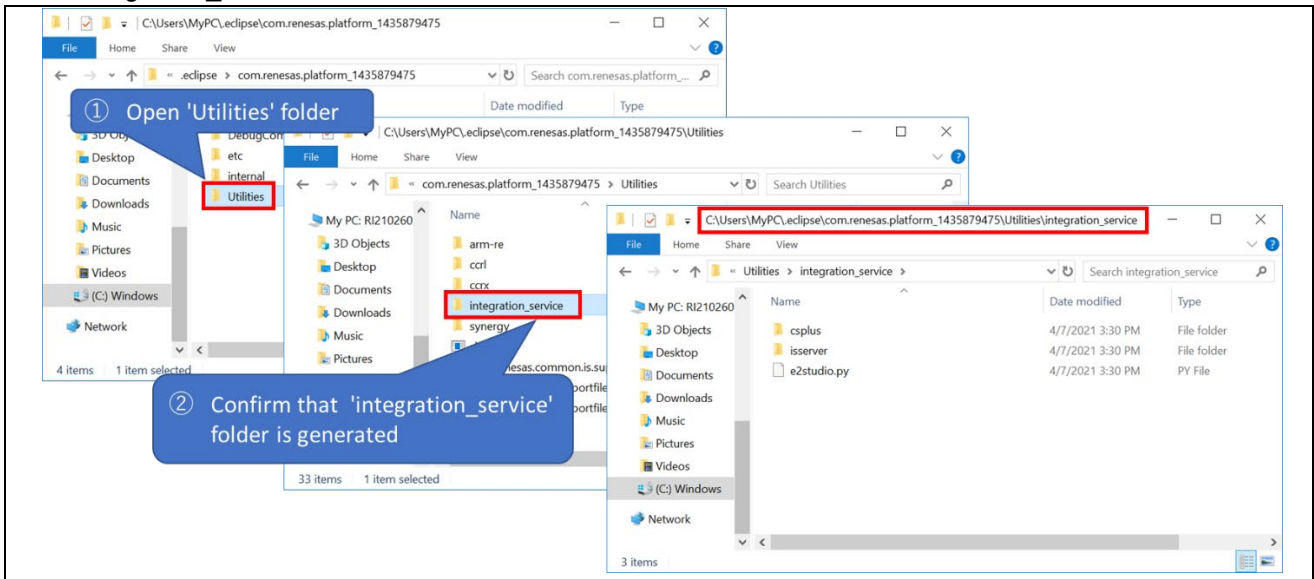 C:\Users\MyPC\.eclipse\com.renesas.platform_1435879475
File Home Share View
« .eclipse > com.renesas.platform_1435879475
Search com.renesas.platform_...
Date modified Type
① Open 'Utilities' folder
3D
Desktop
Documents
Downloads
Music
Pictures
Videos
(C:) Windows
Network
etc
internal
Utilities
4 items 1 item selected
C:\Users\MyPC\.eclipse\com.renesas.platform_1435879475\Utilities
File Home Share View
« com.renesas.platform_1435879475 > Utilities
Search Utilities
My PC: RI210260
3D Objects
Desktop
Documents
Downloads
Music
Pictures
Name
arm-re
ccrl
ccrx
integration_service
synergy
② Confirm that 'integration_service'
folder is generated
33 items 1 item selected
C:\Users\MyPC\.eclipse\com.renesas.platform_1435879475\Utilities\integration_service
File Home Share View
« Utilities > integration_service >
Search integration_service
My PC: RI210260
3D Objects
Desktop
Documents
Downloads
Music
Pictures
Videos
(C:) Windows
Network
Name Date modified Type
csplus 4/7/2021 3:30 PM File folder
isserver 4/7/2021 3:30 PM File folder
e2studio.py 4/7/2021 3:30 PM PY File
3 items